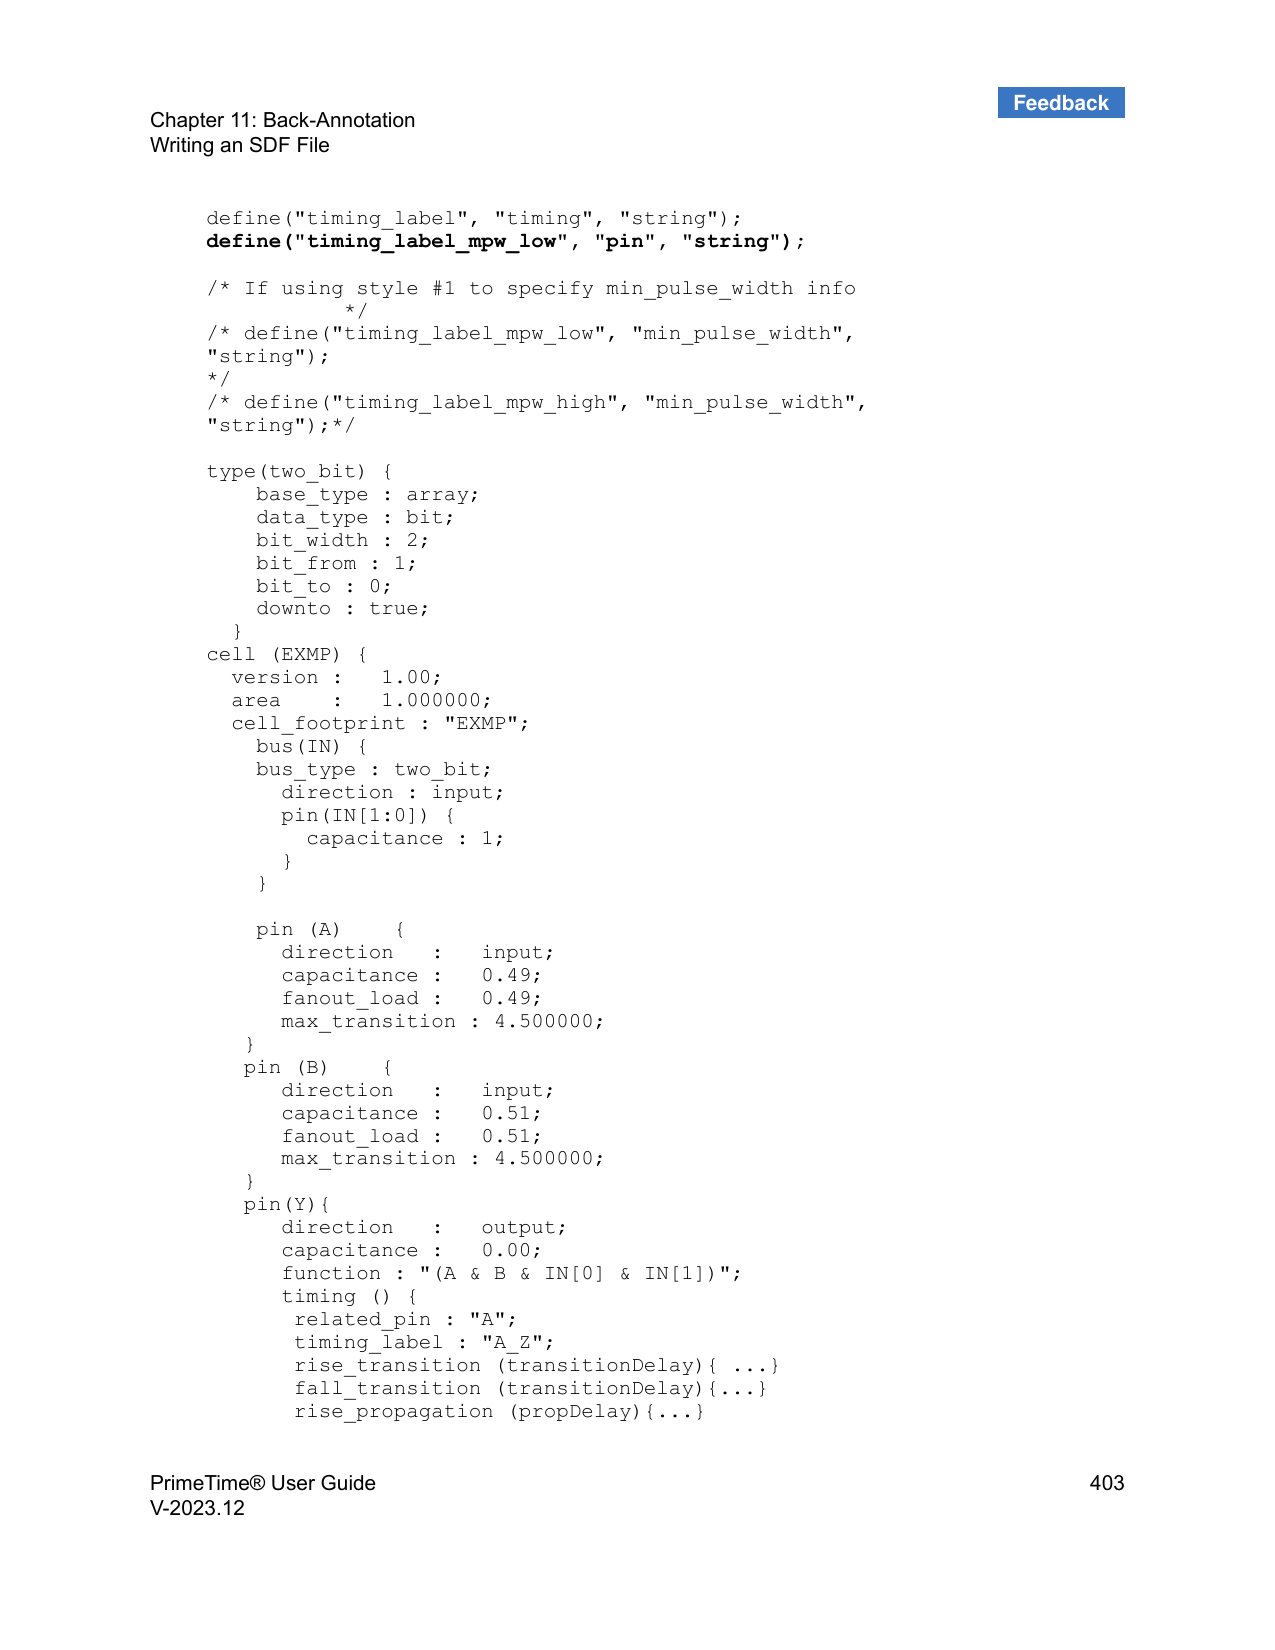 Feedback
Chapter 11: Back-Annotation
Writing an SDF File
define("timing_label", "timing", "string");
define("timing_label_mpw_low", "pin", "string");
/* If using style #1 to specify min_pulse_width info
*/
/* define("timing_label_mpw_low", "min_pulse_width",
"string");
*/
/* define("timing_label_mpw_high", "min_pulse_width",
"string");*/
type(two_bit) {
base_type : array;
data_type : bit;
bit_width : 2;
bit_from : 1;
bit_to : 0;
downto : true;
}
cell (EXMP) {
version :   1.00;
area    :   1.000000;
cell_footprint : "EXMP";
bus(IN) {
bus_type : two_bit;
direction : input;
pin(IN[1:0]) {
capacitance : 1;
}
}
pin (A)    {
direction   :   input;
capacitance :   0.49;
fanout_load :   0.49;
max_transition : 4.500000;
}
pin (B)    {
direction   :   input;
capacitance :   0.51;
fanout_load :   0.51;
max_transition : 4.500000;
}
pin(Y){
direction   :   output;
capacitance :   0.00;
function : "(A & B & IN[0] & IN[1])";
timing () {
related_pin : "A";
timing_label : "A_Z";
rise_transition (transitionDelay){ ...}
fall_transition (transitionDelay){...}
rise_propagation (propDelay){...}
PrimeTime® User Guide 403
V-2023.12